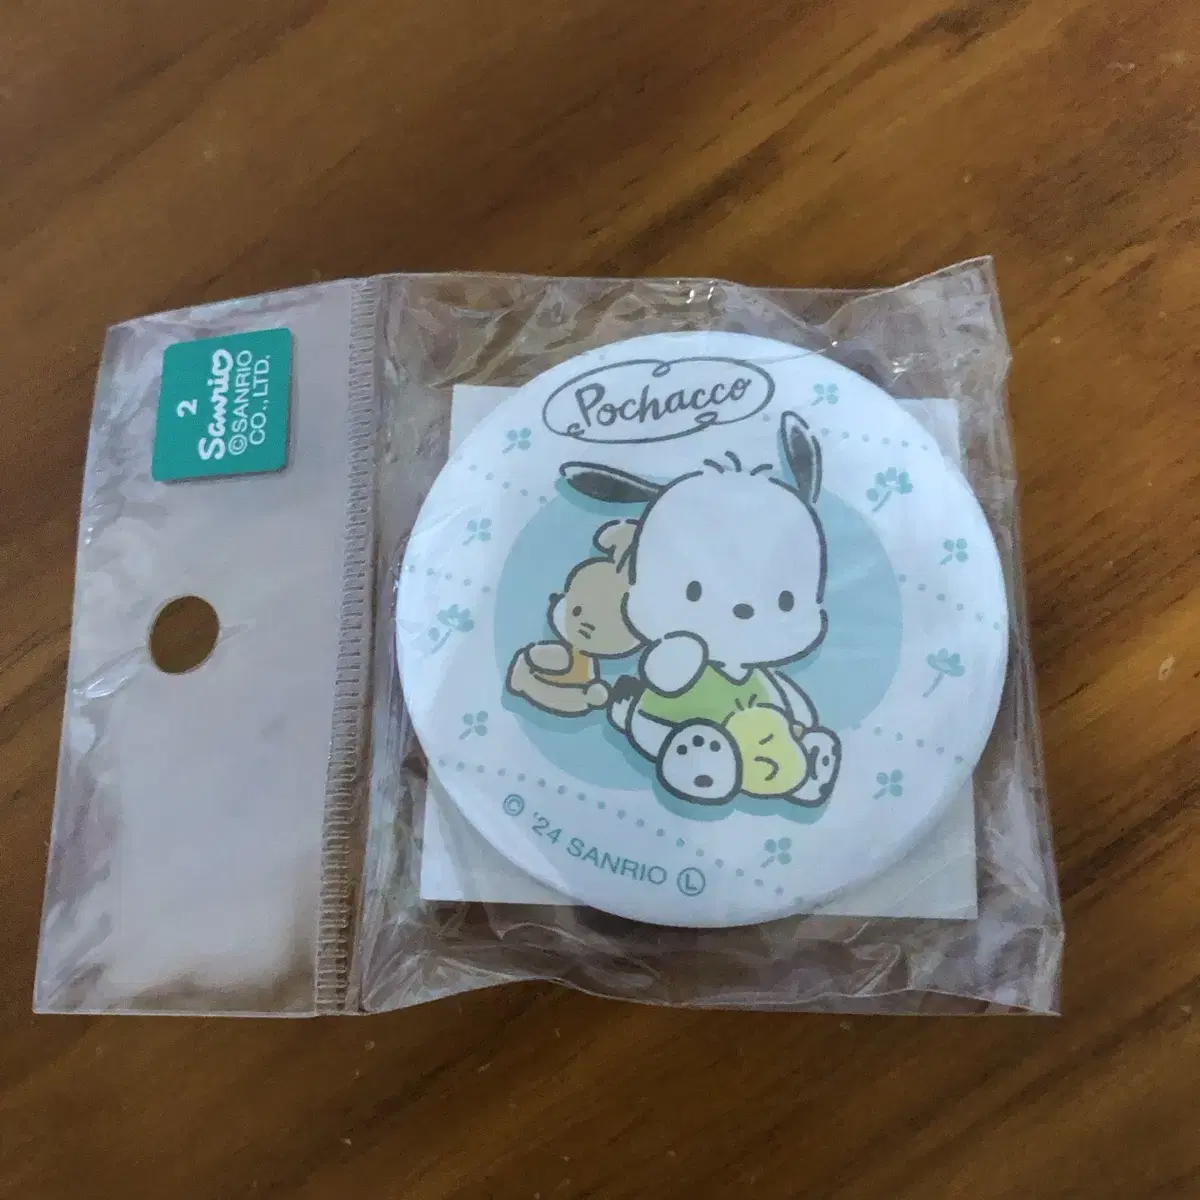 2
Sanrio
©SANRIO
CO.,LTD.
Pochacco
© '24 SANRIO Ⓛ